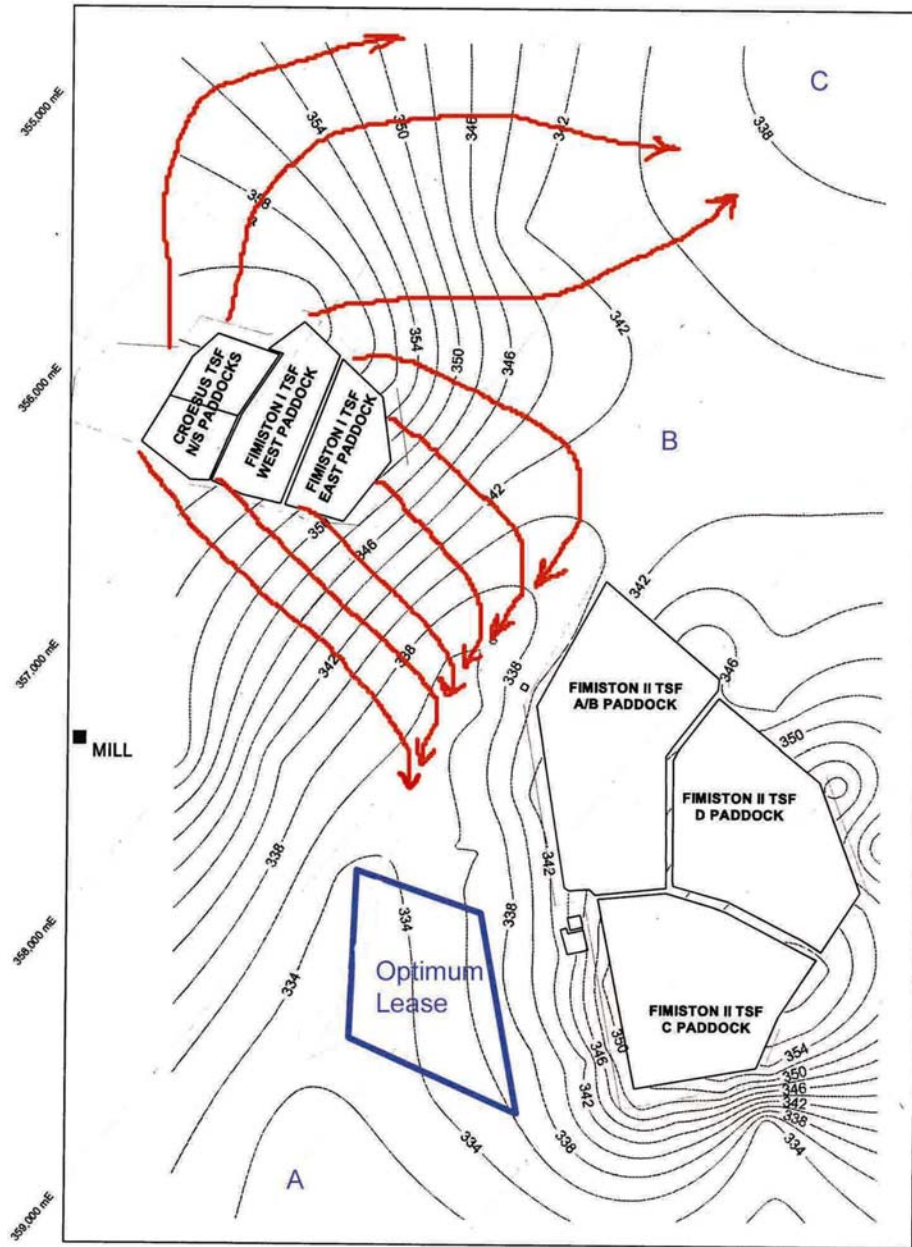 C
355,000 mE
354
350
346
342
338
358
342
354
350
346
356,000 mE
CROESUS TSF
N/S PADDOCKS
FIMISTON I TSF
WEST PADDOCK
FIMISTON I TSF
EAST PADDOCK
B
342
346
342
357,000 mE
342
338
338
346
FIMISTON II TSF
A/B PADDOCK
350
MILL
FIMISTON II TSF
D PADDOCK
338
342
338
358,000 mE
334
334
Optimum
Lease
FIMISTON II TSF
C PADDOCK
350
346
342
354
350
346
342
338
334
334
338
A
359,000 mE